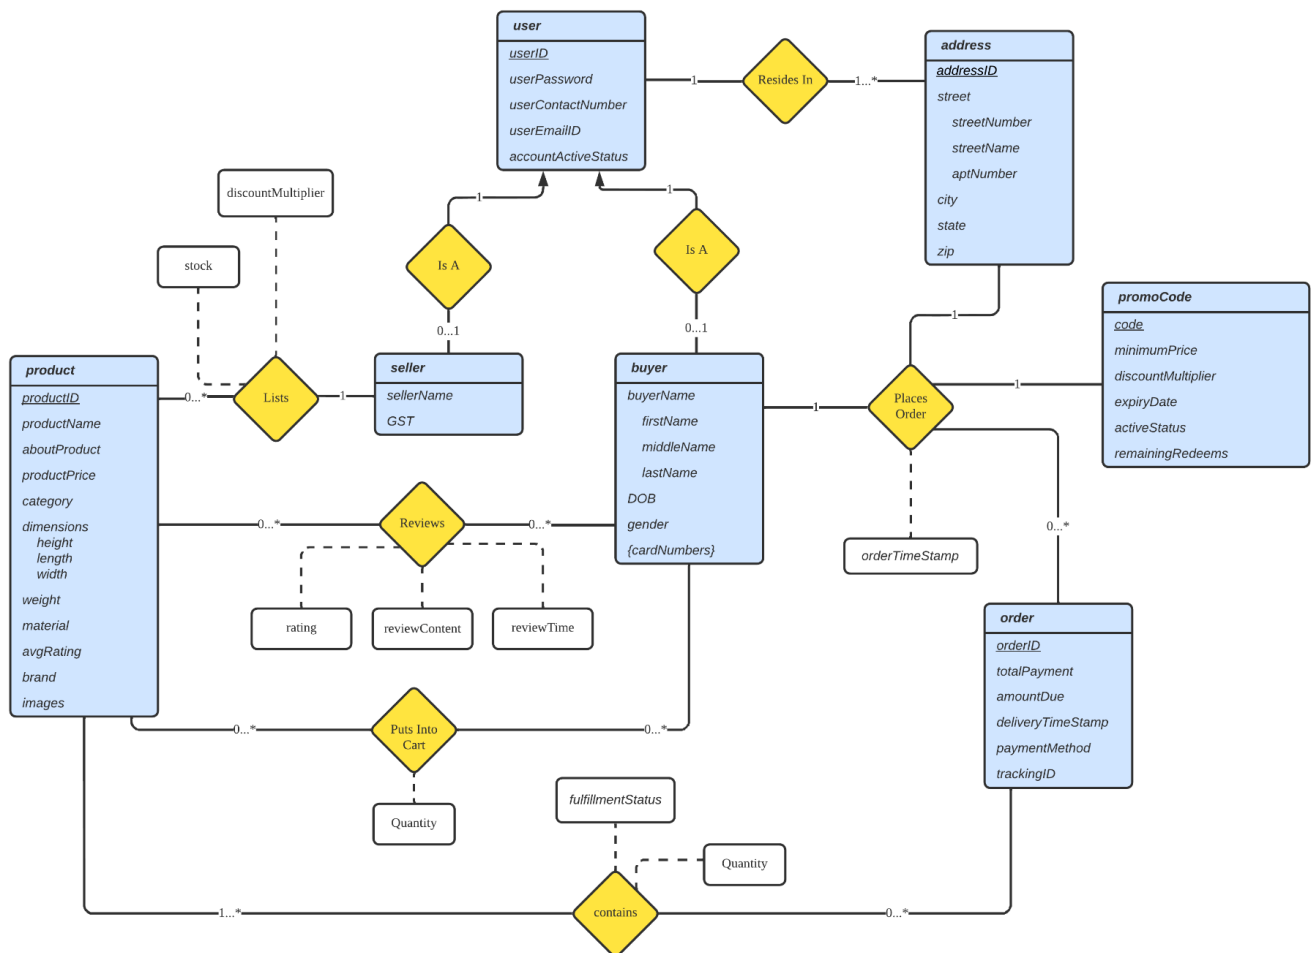 user
userID
userPassword
userContactNumber
userEmailID
accountActiveStatus
1
Resides In
1...*
address
addressID
street
streetNumber
streetName
aptNumber
city
state
zip
discountMultiplier
stock
1
Is A
0...1
1
Is A
0...1
1
promoCode
code
minimumPrice
discountMultiplier
expiryDate
activeStatus
remainingRedeems
product
productID
productName
aboutProduct
productPrice
category
dimensions
height
length
width
weight
material
avgRating
brand
images
0...*
Lists
1
seller
sellerName
GST
buyer
buyerName
firstName
middleName
lastName
DOB
gender
{cardNumbers}
1
Places
Order
1
0...*
orderTimeStamp
0...*
Reviews
0...*
rating
reviewContent
reviewTime
order
orderID
totalPayment
amountDue
deliveryTimeStamp
paymentMethod
trackingID
0...*
Puts Into
Cart
0...*
Quantity
fulfillmentStatus
Quantity
1...*
contains
0...*